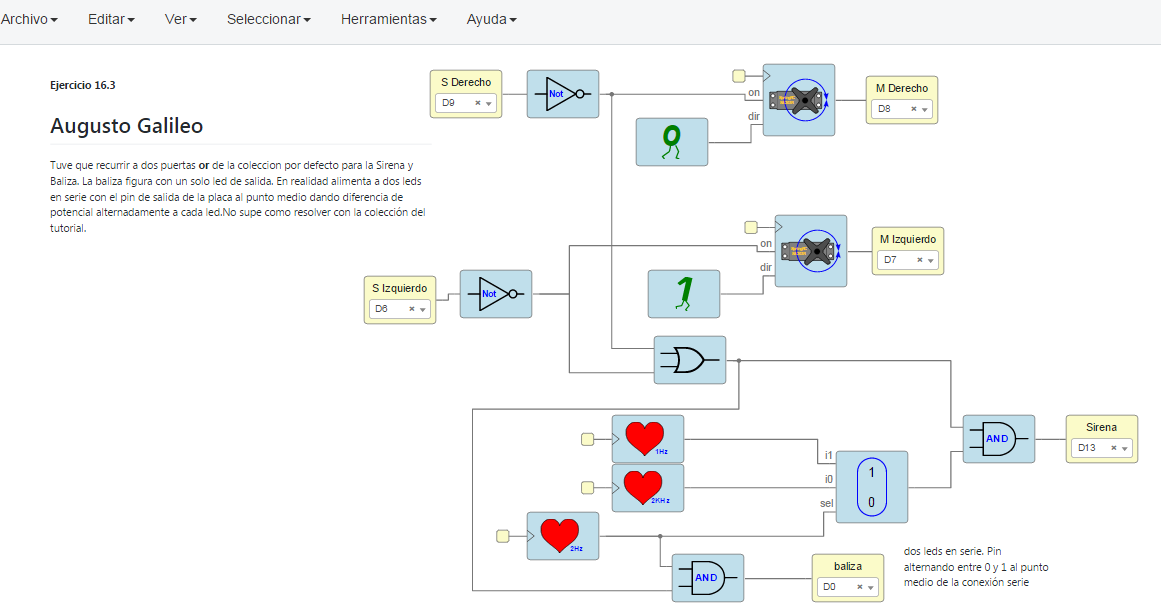 Archivo Editar Ver Seleccionar Herramientas Ayuda
Ejercicio 16.3
Augusto Galileo
Tuve que recurrir a dos puertas or de la coleccion por defecto para la Sirena y
Baliza. La baliza figura con un solo led de salida. En realidad alimenta a dos leds
en serie con el pin de salida de la placa al punto medio dando diferencia de
potencial alternadamente a cada led.No supe como resolver con la colección del
tutorial.
S Derecho
D9
Not
on
dir
M Derecho
D8
0
on
dir
M Izquierdo
D7
S Izquierdo
D6
Not
1
1Hz
2KHz
2Hz
i1
i0
sel
1
0
AND
Sirena
D13
AND
baliza
D0
dos leds en serie. Pin
alternando entre 0 y 1 al punto
medio de la conexión serie